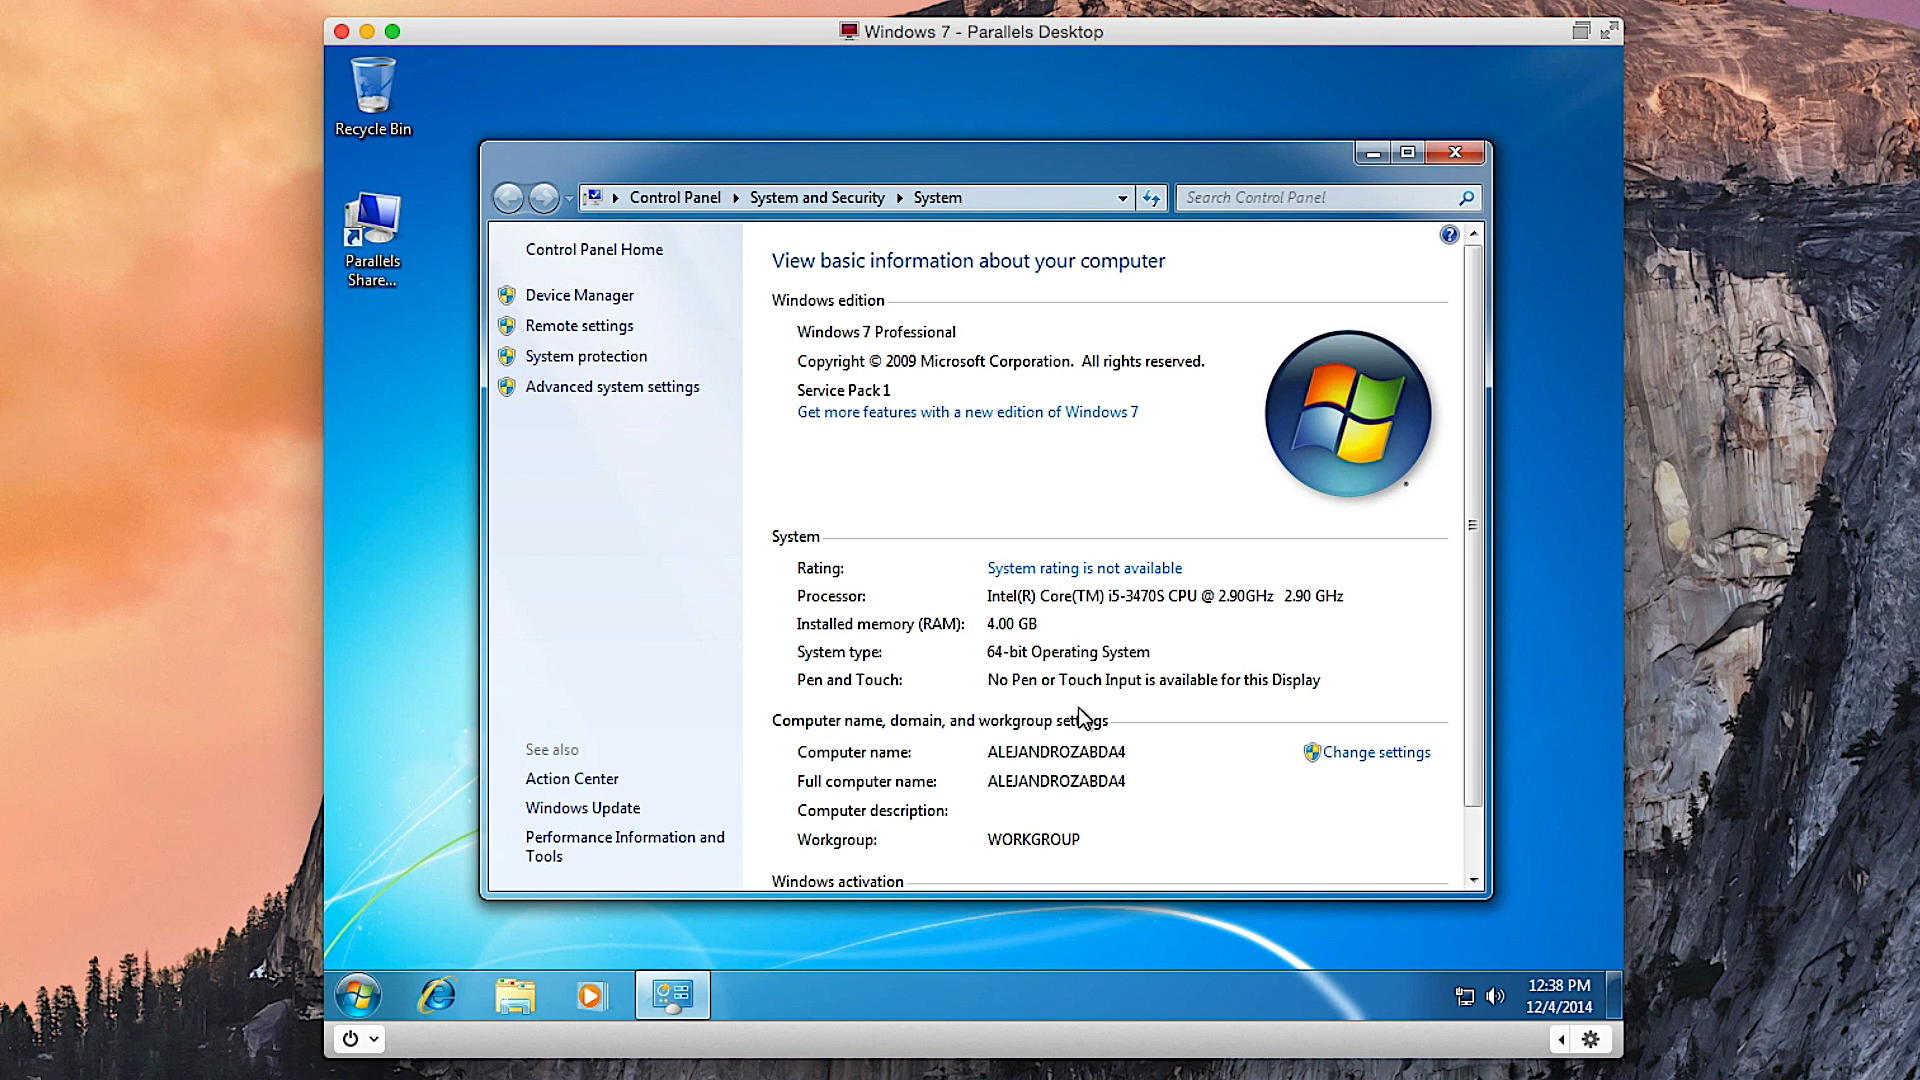 Windows 7 - Parallels Desktop
Recycle Bin
Parallels
Share...
Control Panel
System and Security
System
Search Control Panel
Control Panel Home
Device Manager
Remote settings
System protection
Advanced system settings
See also
Action Center
Windows Update
Performance Information and
Tools
View basic information about your computer
Windows edition
Windows 7 Professional
Copyright © 2009 Microsoft Corporation. All rights reserved.
Service Pack 1
Get more features with a new edition of Windows 7
System
Rating: System rating is not available
Processor: Intel(R) Core(TM) i5-3470S CPU @ 2.90GHz 2.90 GHz
Installed memory (RAM): 4.00 GB
System type: 64-bit Operating System
Pen and Touch: No Pen or Touch Input is available for this Display
Computer name, domain, and workgroup settings
Computer name: ALEJANDROZABDA4 Change settings
Full computer name: ALEJANDROZABDA4
Computer description:
Workgroup: WORKGROUP
Windows activation
12:38 PM
12/4/2014